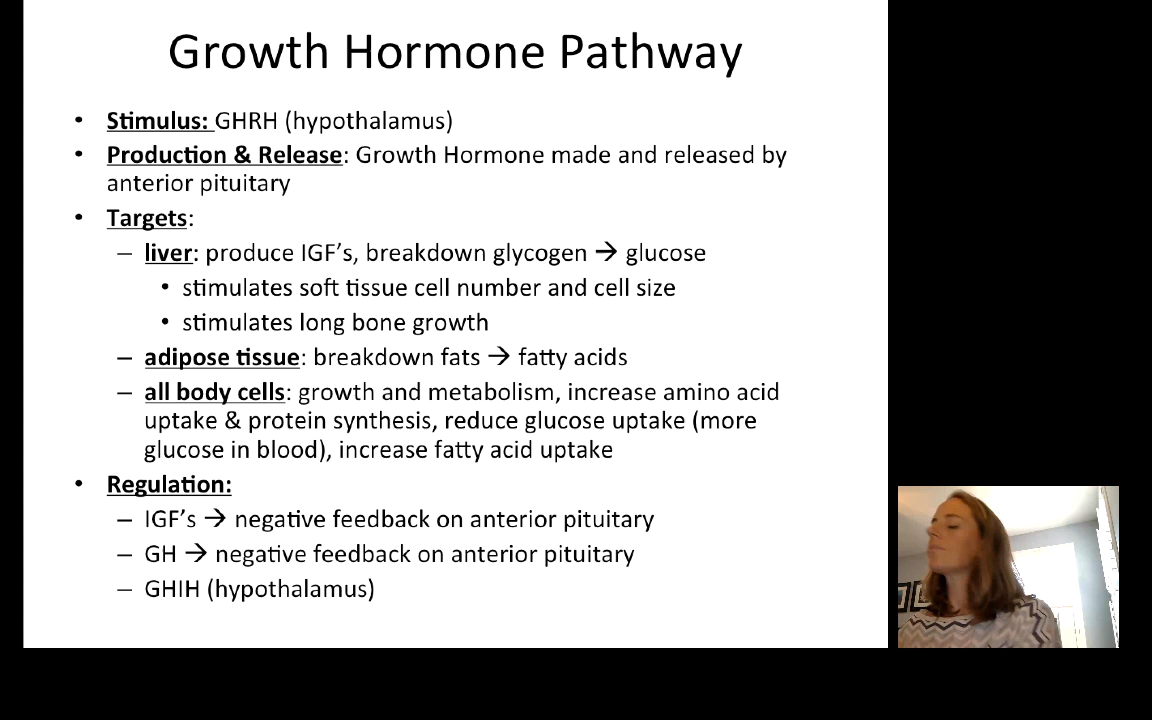 Growth Hormone Pathway
• Stimulus: GHRH (hypothalamus)
• Production & Release: Growth Hormone made and released by
anterior pituitary
• Targets:
– liver: produce IGF's, breakdown glycogen → glucose
• stimulates soft tissue cell number and cell size
• stimulates long bone growth
– adipose tissue: breakdown fats → fatty acids
– all body cells: growth and metabolism, increase amino acid
uptake & protein synthesis, reduce glucose uptake (more
glucose in blood), increase fatty acid uptake
• Regulation:
– IGF's → negative feedback on anterior pituitary
– GH → negative feedback on anterior pituitary
– GHIH (hypothalamus)